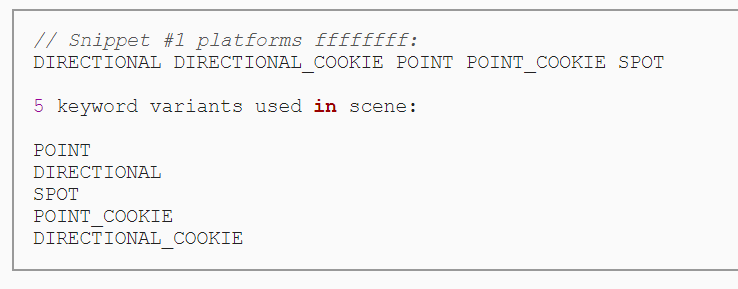 // Snippet #1 platforms ffffffff:
DIRECTIONAL DIRECTIONAL_COOKIE POINT POINT_COOKIE SPOT
5 keyword variants used in scene:
POINT
DIRECTIONAL
SPOT
POINT_COOKIE
DIRECTIONAL_COOKIE